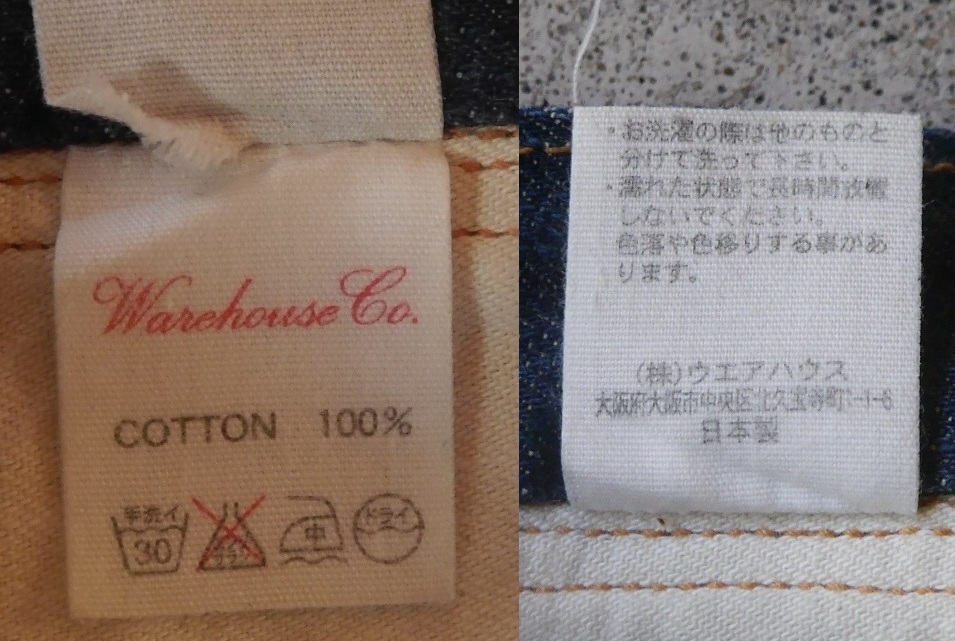 Warehouse Co.
COTTON 100%
手洗イ
30
中
ドライ
・お洗濯の際は他のものと
分けて洗って下さい。
・濡れた状態で長時間放置
しないでください。
色落や色移りする事があ
ります。
(株)ウエアハウス
大阪府大阪市中央区北久宝寺町1-1-6
日本製